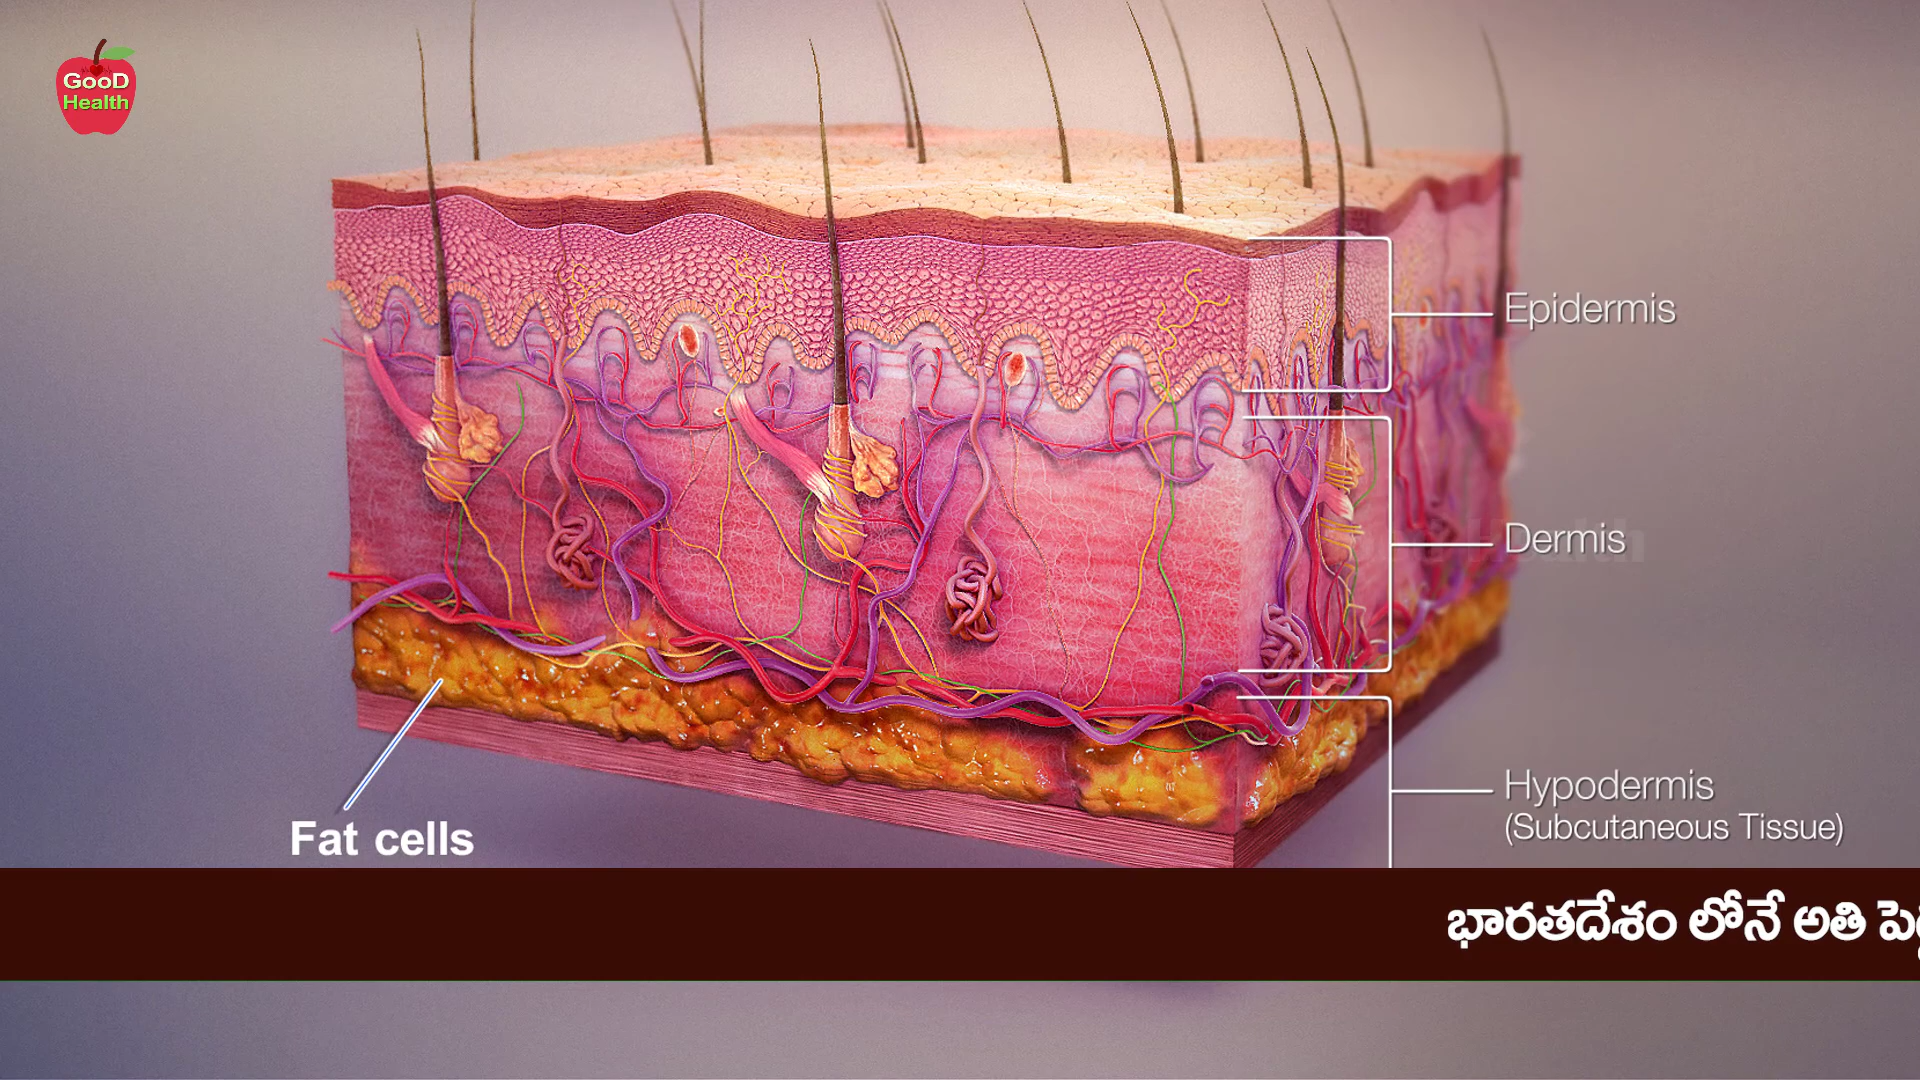 GooD
Health
Epidermis
Dermis
Hypodermis
(Subcutaneous Tissue)
Fat cells
భారతదేశం లోనే అతి